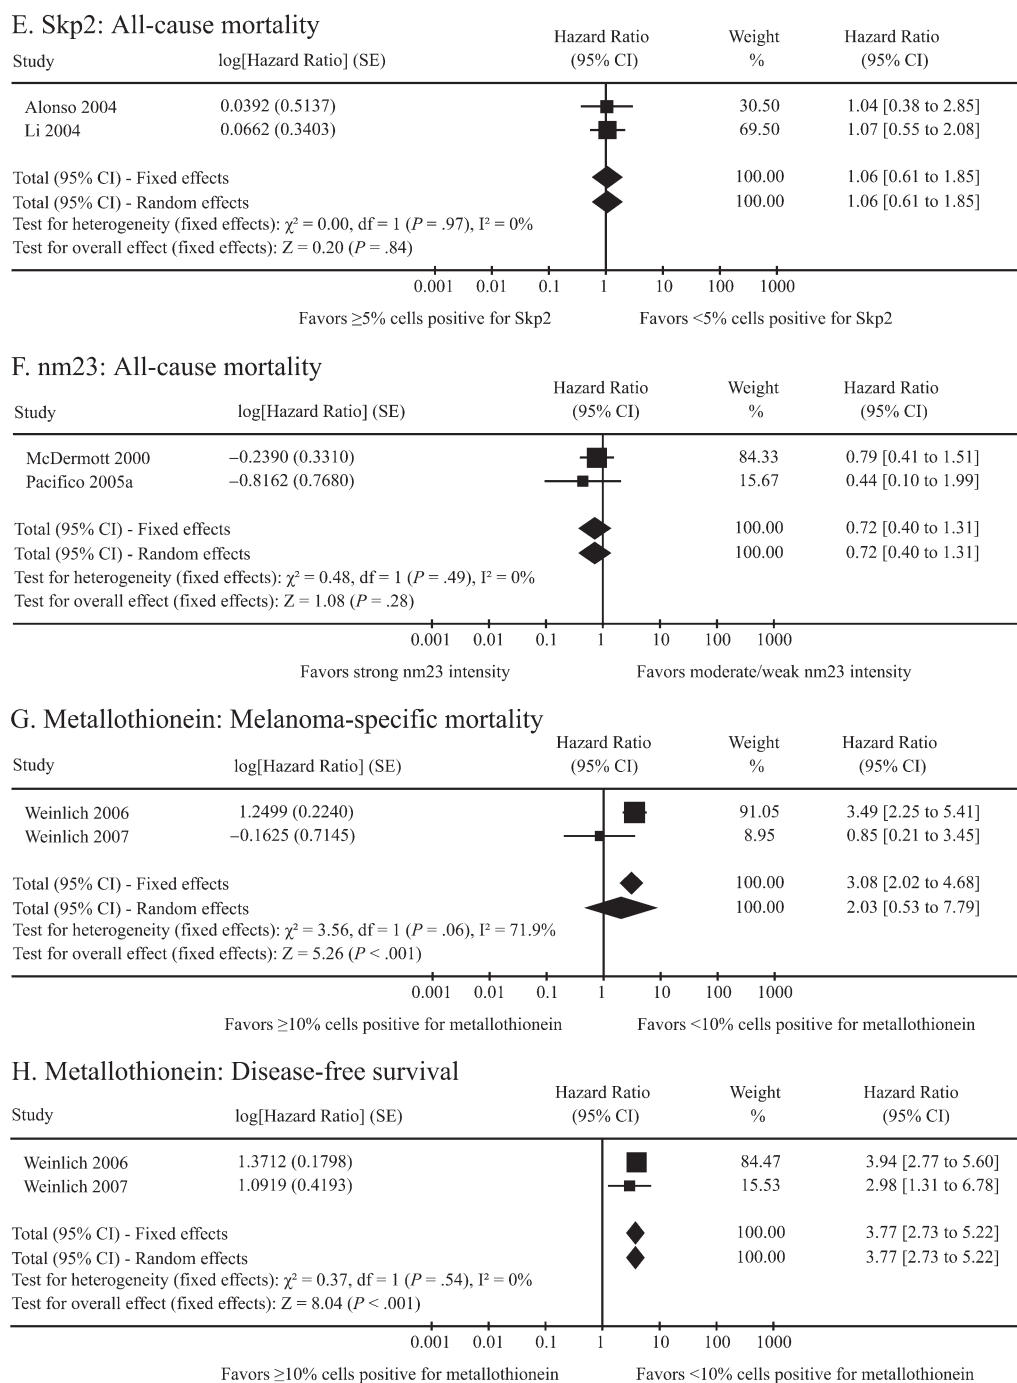 E. Skp2: All-cause mortality
Hazard Ratio Weight Hazard Ratio
Study log[Hazard Ratio] (SE) (95% CI) % (95% CI)
Alonso 2004 0.0392 (0.5137) 30.50 1.04 [0.38 to 2.85]
Li 2004 0.0662 (0.3403) 69.50 1.07 [0.55 to 2.08]
Total (95% CI) - Fixed effects 100.00 1.06 [0.61 to 1.85]
Total (95% CI) - Random effects 100.00 1.06 [0.61 to 1.85]
Test for heterogeneity (fixed effects): χ² = 0.00, df = 1 (P = .97), I² = 0%
Test for overall effect (fixed effects): Z = 0.20 (P = .84)
0.001 0.01 0.1 1 10 100 1000
Favors ≥5% cells positive for Skp2 Favors <5% cells positive for Skp2
F. nm23: All-cause mortality
Hazard Ratio Weight Hazard Ratio
Study log[Hazard Ratio] (SE) (95% CI) % (95% CI)
McDermott 2000 −0.2390 (0.3310) 84.33 0.79 [0.41 to 1.51]
Pacifico 2005a −0.8162 (0.7680) 15.67 0.44 [0.10 to 1.99]
Total (95% CI) - Fixed effects 100.00 0.72 [0.40 to 1.31]
Total (95% CI) - Random effects 100.00 0.72 [0.40 to 1.31]
Test for heterogeneity (fixed effects): χ² = 0.48, df = 1 (P = .49), I² = 0%
Test for overall effect (fixed effects): Z = 1.08 (P = .28)
0.001 0.01 0.1 1 10 100 1000
Favors strong nm23 intensity Favors moderate/weak nm23 intensity
G. Metallothionein: Melanoma-specific mortality
Hazard Ratio Weight Hazard Ratio
Study log[Hazard Ratio] (SE) (95% CI) % (95% CI)
Weinlich 2006 1.2499 (0.2240) 91.05 3.49 [2.25 to 5.41]
Weinlich 2007 −0.1625 (0.7145) 8.95 0.85 [0.21 to 3.45]
Total (95% CI) - Fixed effects 100.00 3.08 [2.02 to 4.68]
Total (95% CI) - Random effects 100.00 2.03 [0.53 to 7.79]
Test for heterogeneity (fixed effects): χ² = 3.56, df = 1 (P = .06), I² = 71.9%
Test for overall effect (fixed effects): Z = 5.26 (P < .001)
0.001 0.01 0.1 1 10 100 1000
Favors ≥10% cells positive for metallothionein Favors <10% cells positive for metallothionein
H. Metallothionein: Disease-free survival
Hazard Ratio Weight Hazard Ratio
Study log[Hazard Ratio] (SE) (95% CI) % (95% CI)
Weinlich 2006 1.3712 (0.1798) 84.47 3.94 [2.77 to 5.60]
Weinlich 2007 1.0919 (0.4193) 15.53 2.98 [1.31 to 6.78]
Total (95% CI) - Fixed effects 100.00 3.77 [2.73 to 5.22]
Total (95% CI) - Random effects 100.00 3.77 [2.73 to 5.22]
Test for heterogeneity (fixed effects): χ² = 0.37, df = 1 (P = .54), I² = 0%
Test for overall effect (fixed effects): Z = 8.04 (P < .001)
0.001 0.01 0.1 1 10 100 1000
Favors ≥10% cells positive for metallothionein Favors <10% cells positive for metallothionein